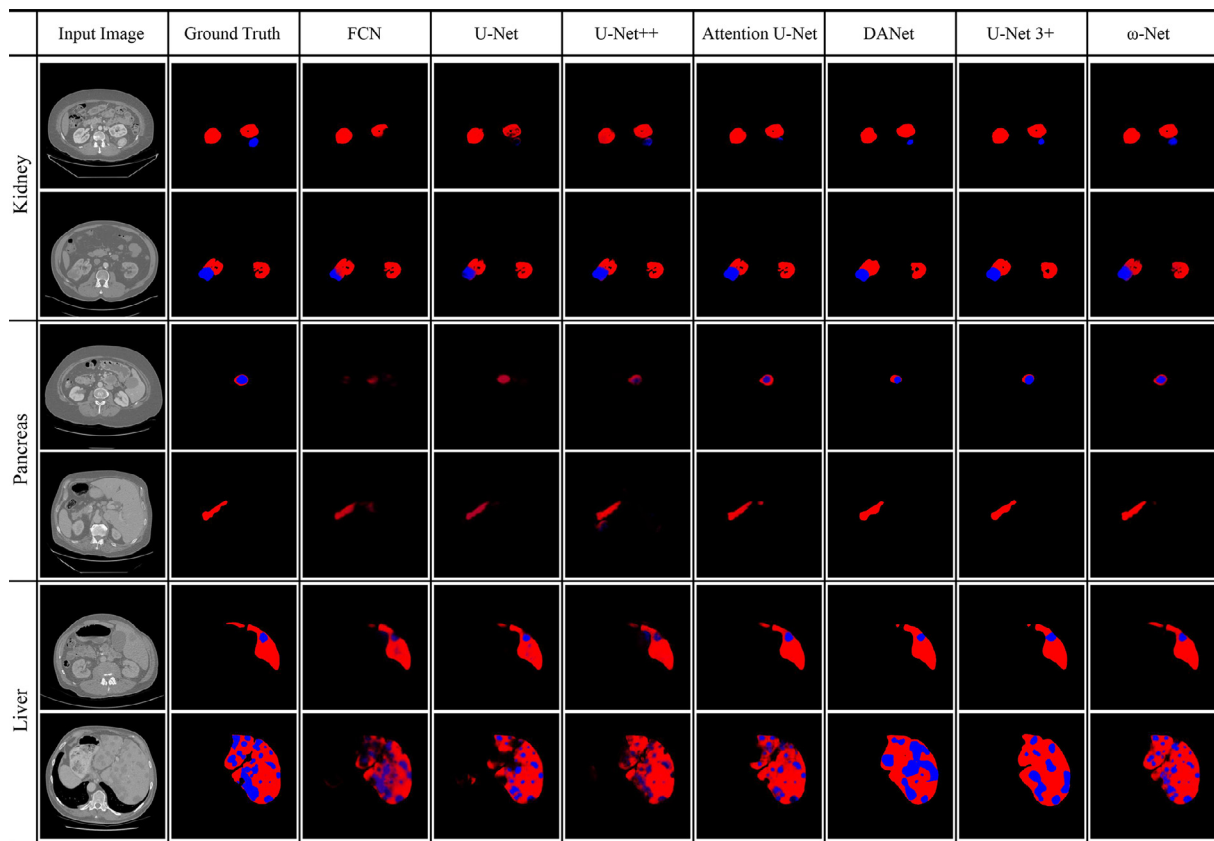 Input Image
Ground Truth
FCN
U-Net
U-Net++
Attention U-Net
DANet
U-Net 3+
ω-Net
Kidney
Pancreas
Liver